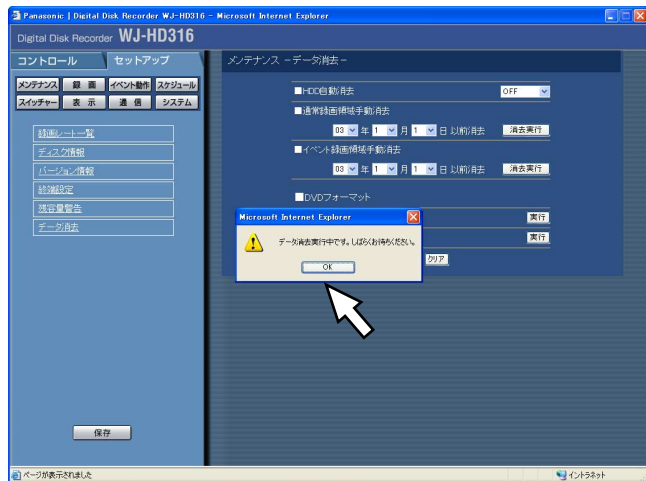 Panasonic | Digital Disk Recorder WJ-HD316 - Microsoft Internet Explorer
Digital Disk Recorder WJ-HD316
コントロール
セットアップ
メンテナンス 録 画 イベント動作 スケジュール
スイッチャー 表 示 通 信 システム
録画レート一覧
ディスク情報
バージョン情報
終端設定
残容量警告
データ消去
保存
メンテナンス －データ消去－
■HDD自動消去 OFF
■通常録画領域手動消去
03 年 1 月 1 日 以前消去 消去実行
■イベント録画領域手動消去
03 年 1 月 1 日 以前消去 消去実行
■DVDフォーマット
実行
実行
クリア
Microsoft Internet Explorer
データ消去実行中です。しばらくお待ちください。
OK
ページが表示されました
イントラネット